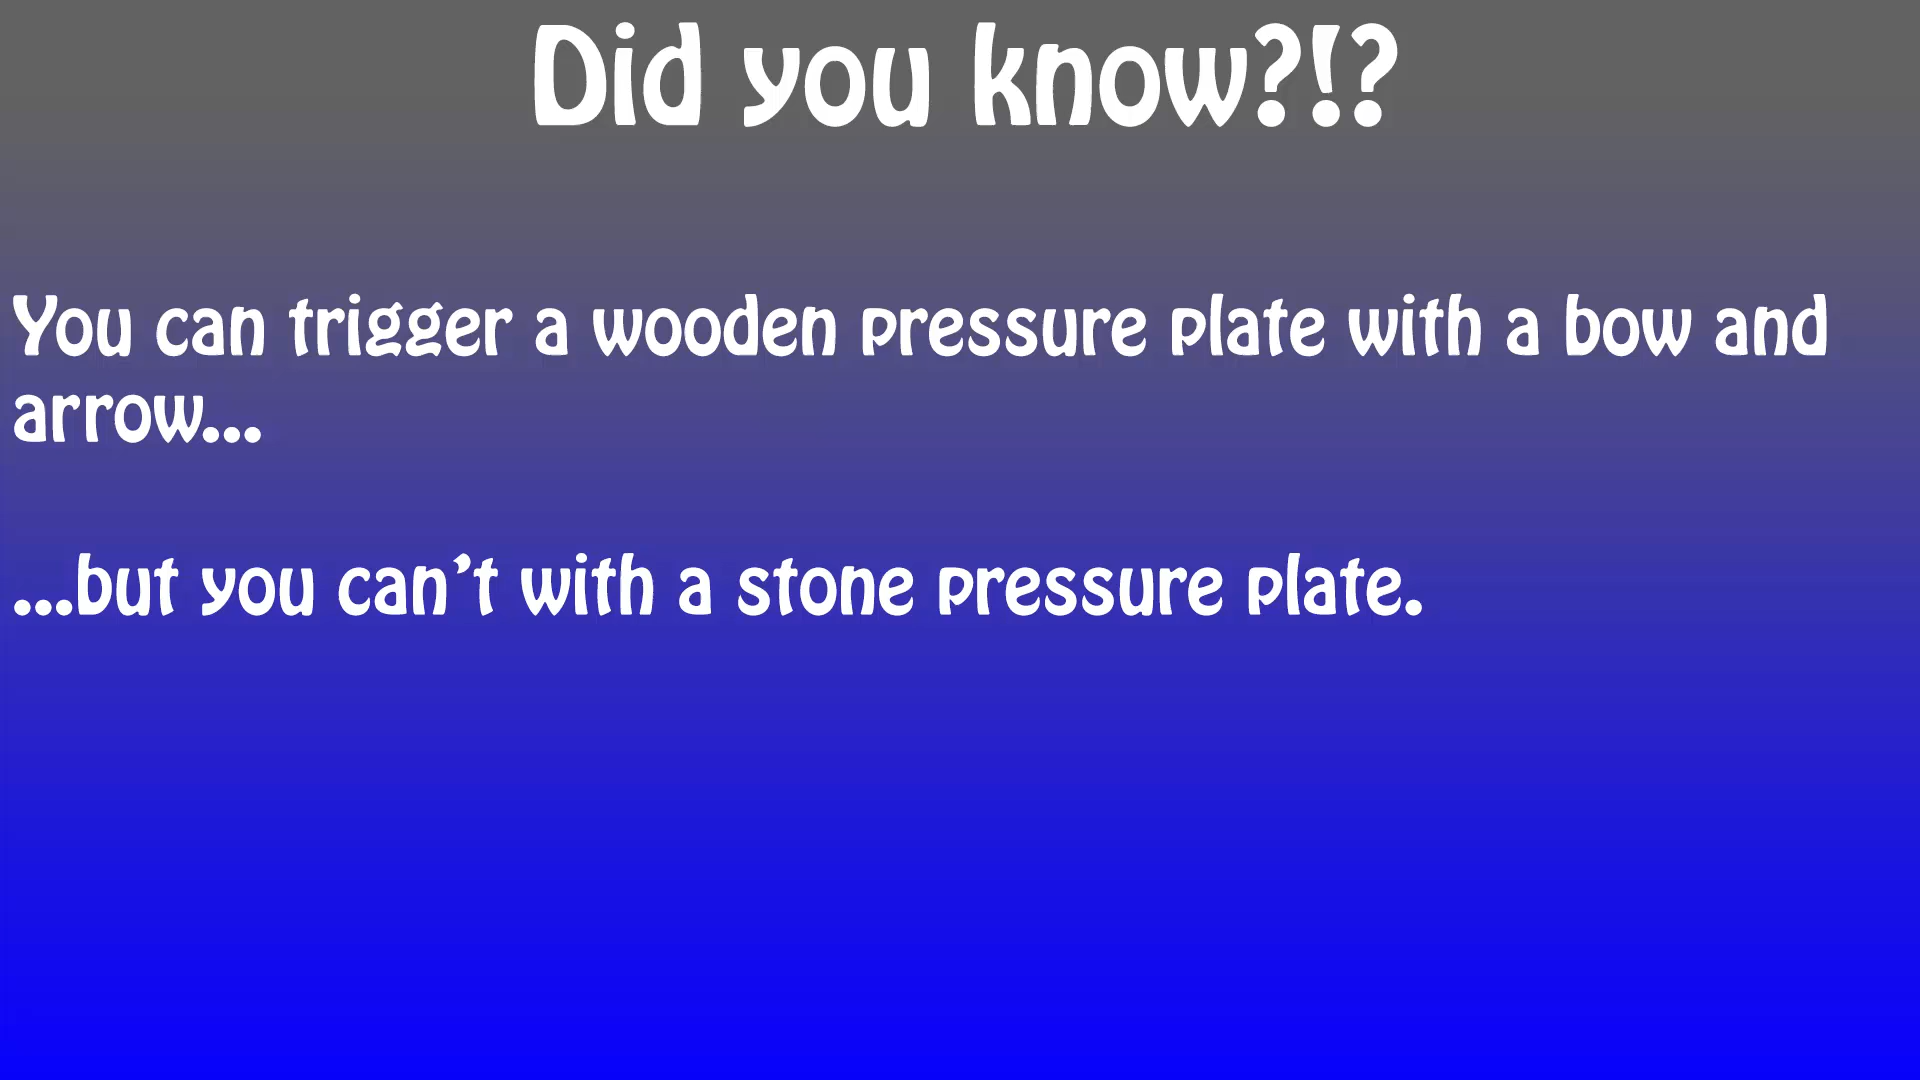 Did you know?!?
You can trigger a wooden pressure plate with a bow and
arrow...
...but you can't with a stone pressure plate.